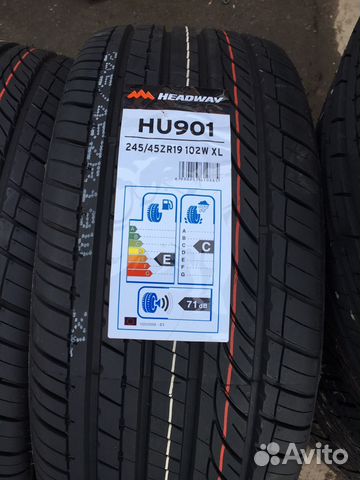 HEADWAY
HU901
245/45ZR19 102W XL
A
B
C
D
E
F
G
E
A
B
C
D
E
F
G
C
71 dB
Avito